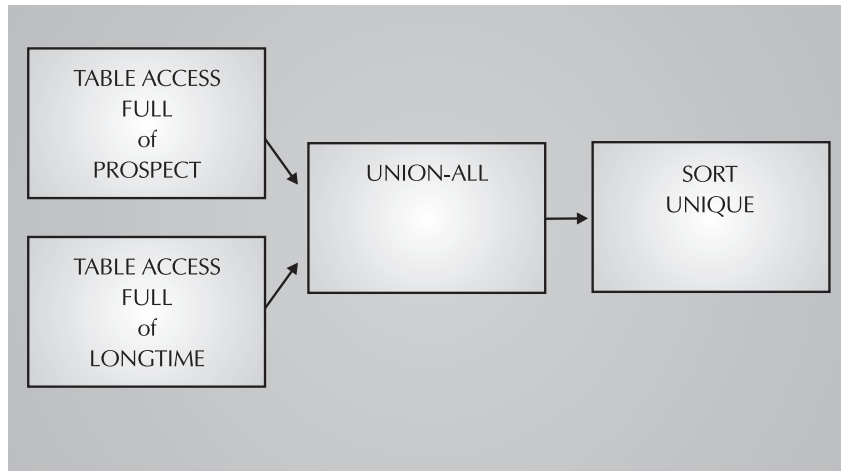 TABLE ACCESS
FULL
of
PROSPECT
TABLE ACCESS
FULL
of
LONGTIME
UNION-ALL
SORT
UNIQUE